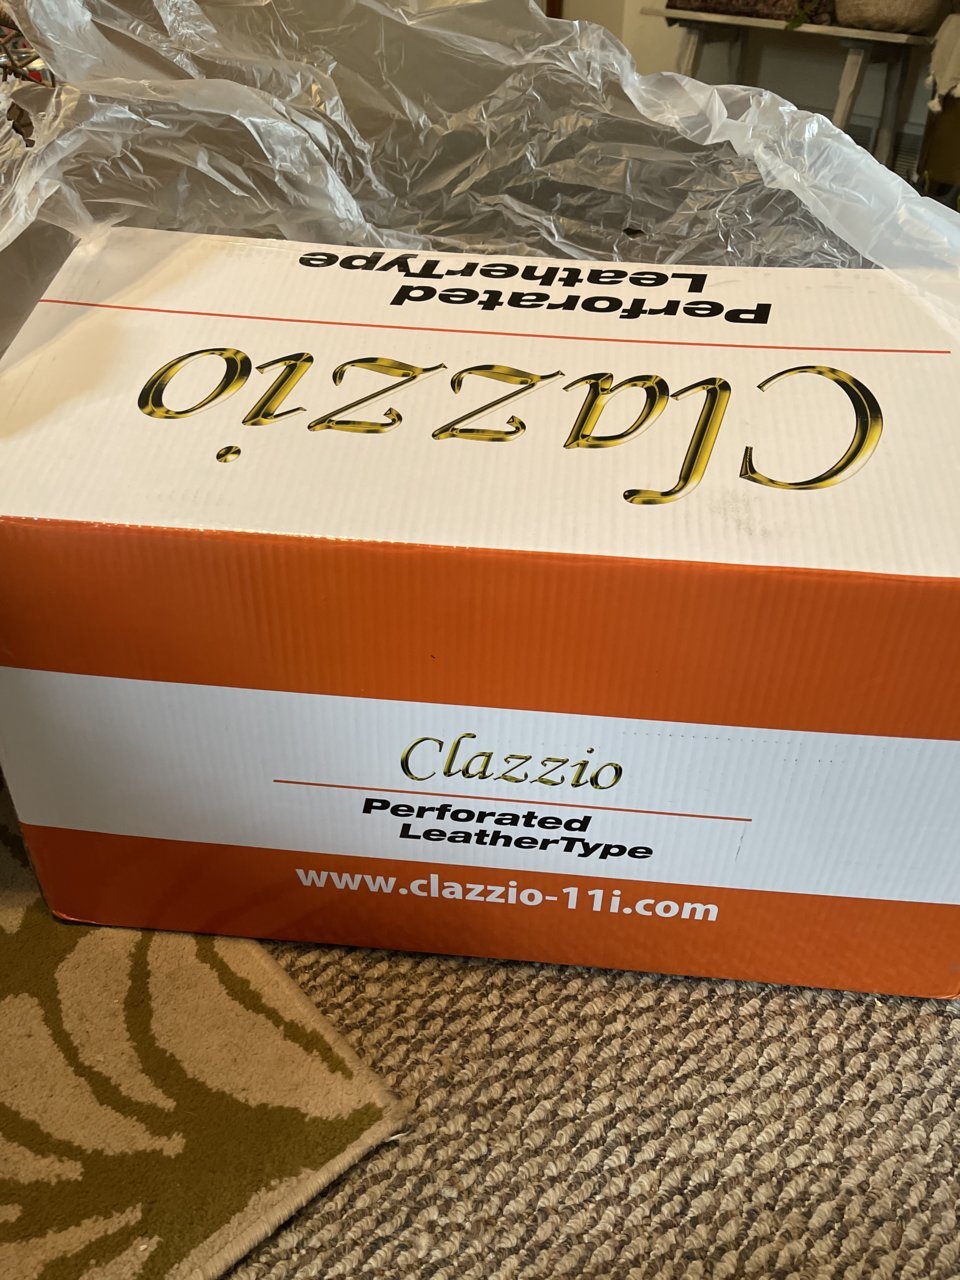 Clazzio
Perforated
LeatherType
Clazzio
Perforated
LeatherType
www.clazzio-11i.com